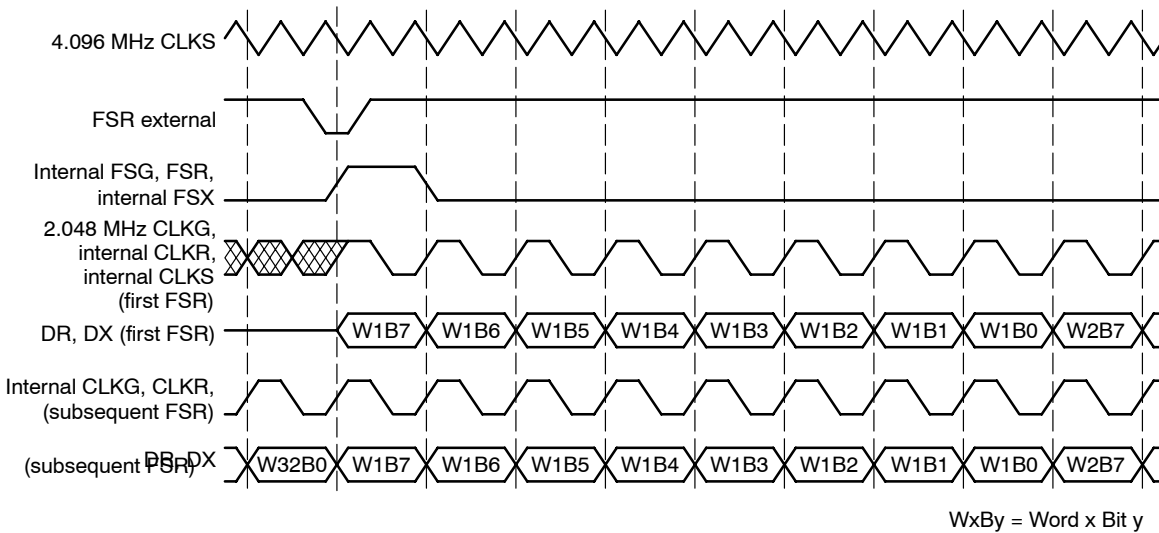 4.096 MHz CLKS
FSR external
Internal FSG, FSR,
internal FSX
2.048 MHz CLKG,
internal CLKR,
internal CLKS
(first FSR)
DR, DX (first FSR)
W1B7 W1B6 W1B5 W1B4 W1B3 W1B2 W1B1 W1B0 W2B7
Internal CLKG, CLKR,
(subsequent FSR)
DR, DX
(subsequent FSR)
W32B0 W1B7 W1B6 W1B5 W1B4 W1B3 W1B2 W1B1 W1B0 W2B7
WxBy = Word x Bit y